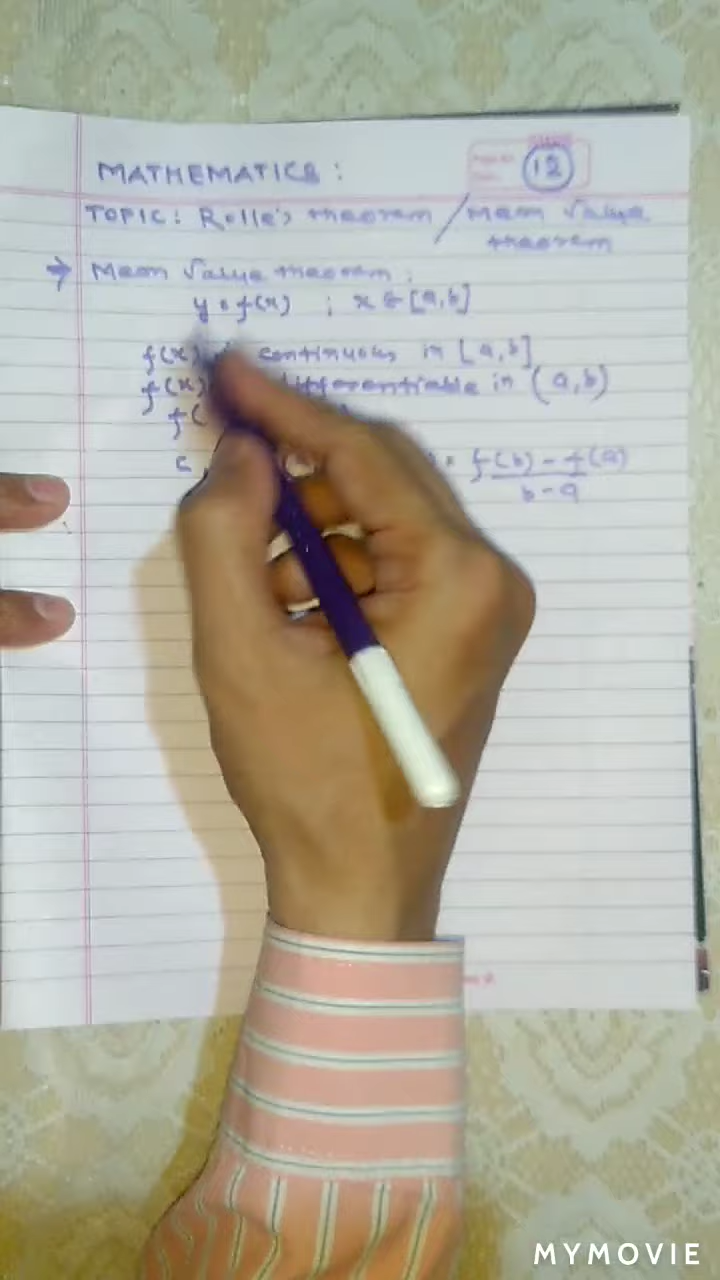 MATHEMATICS:
12
TOPIC: Rolle's theorem / Mean Value
theorem
→ Mean Value theorem:
y = f(x) ; x ∈ [a,b]
f(x) continuous in [a,b]
f(x) differentiable in (a,b)
f(
c,
= f(b) - f(a)
b-a
MYMOVIE